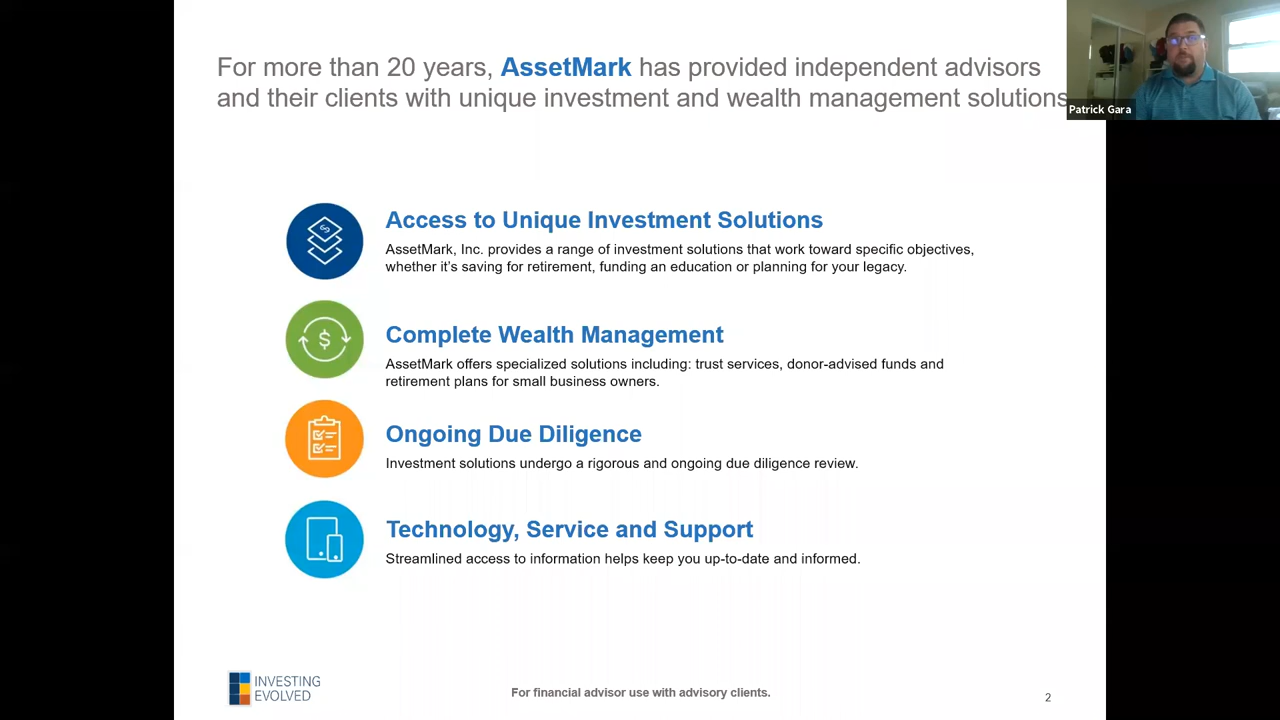 For more than 20 years, AssetMark has provided independent advisors
and their clients with unique investment and wealth management solutions
Patrick Gara
Access to Unique Investment Solutions
AssetMark, Inc. provides a range of investment solutions that work toward specific objectives,
whether it's saving for retirement, funding an education or planning for your legacy.
$
Complete Wealth Management
AssetMark offers specialized solutions including: trust services, donor-advised funds and
retirement plans for small business owners.
Ongoing Due Diligence
Investment solutions undergo a rigorous and ongoing due diligence review.
Technology, Service and Support
Streamlined access to information helps keep you up-to-date and informed.
INVESTING
EVOLVED
For financial advisor use with advisory clients.
2